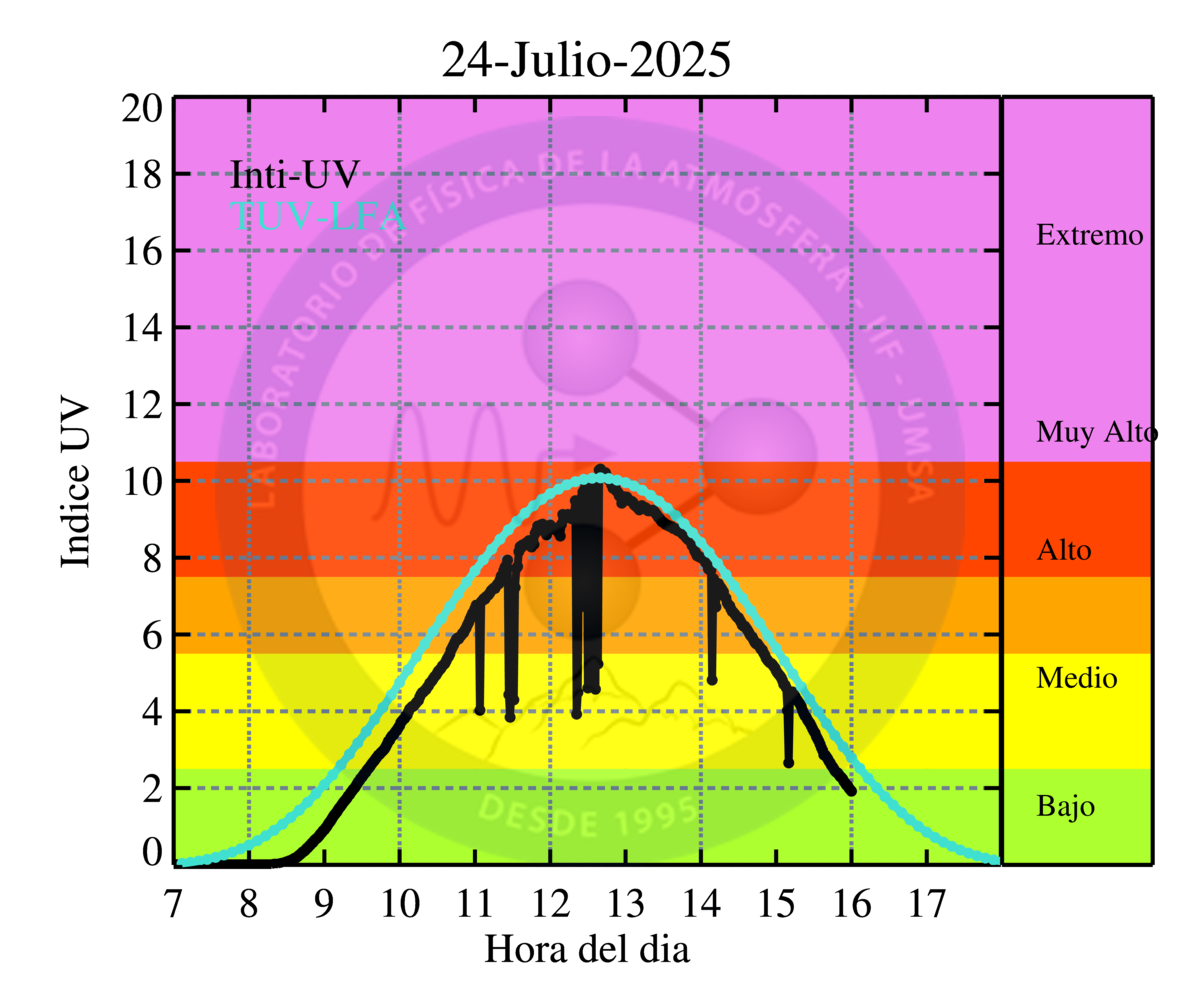 24-Julio-2025
20
18
16
14
12
10
8
6
4
2
0
Indice UV
Inti-UV
TUV-LFA
LABORATORIO DE FÍSICA DE LA ATMÓSFERA - IIF - UMSA
DESDE 1995
Extremo
Muy Alto
Alto
Medio
Bajo
7 8 9 10 11 12 13 14 15 16 17
Hora del dia